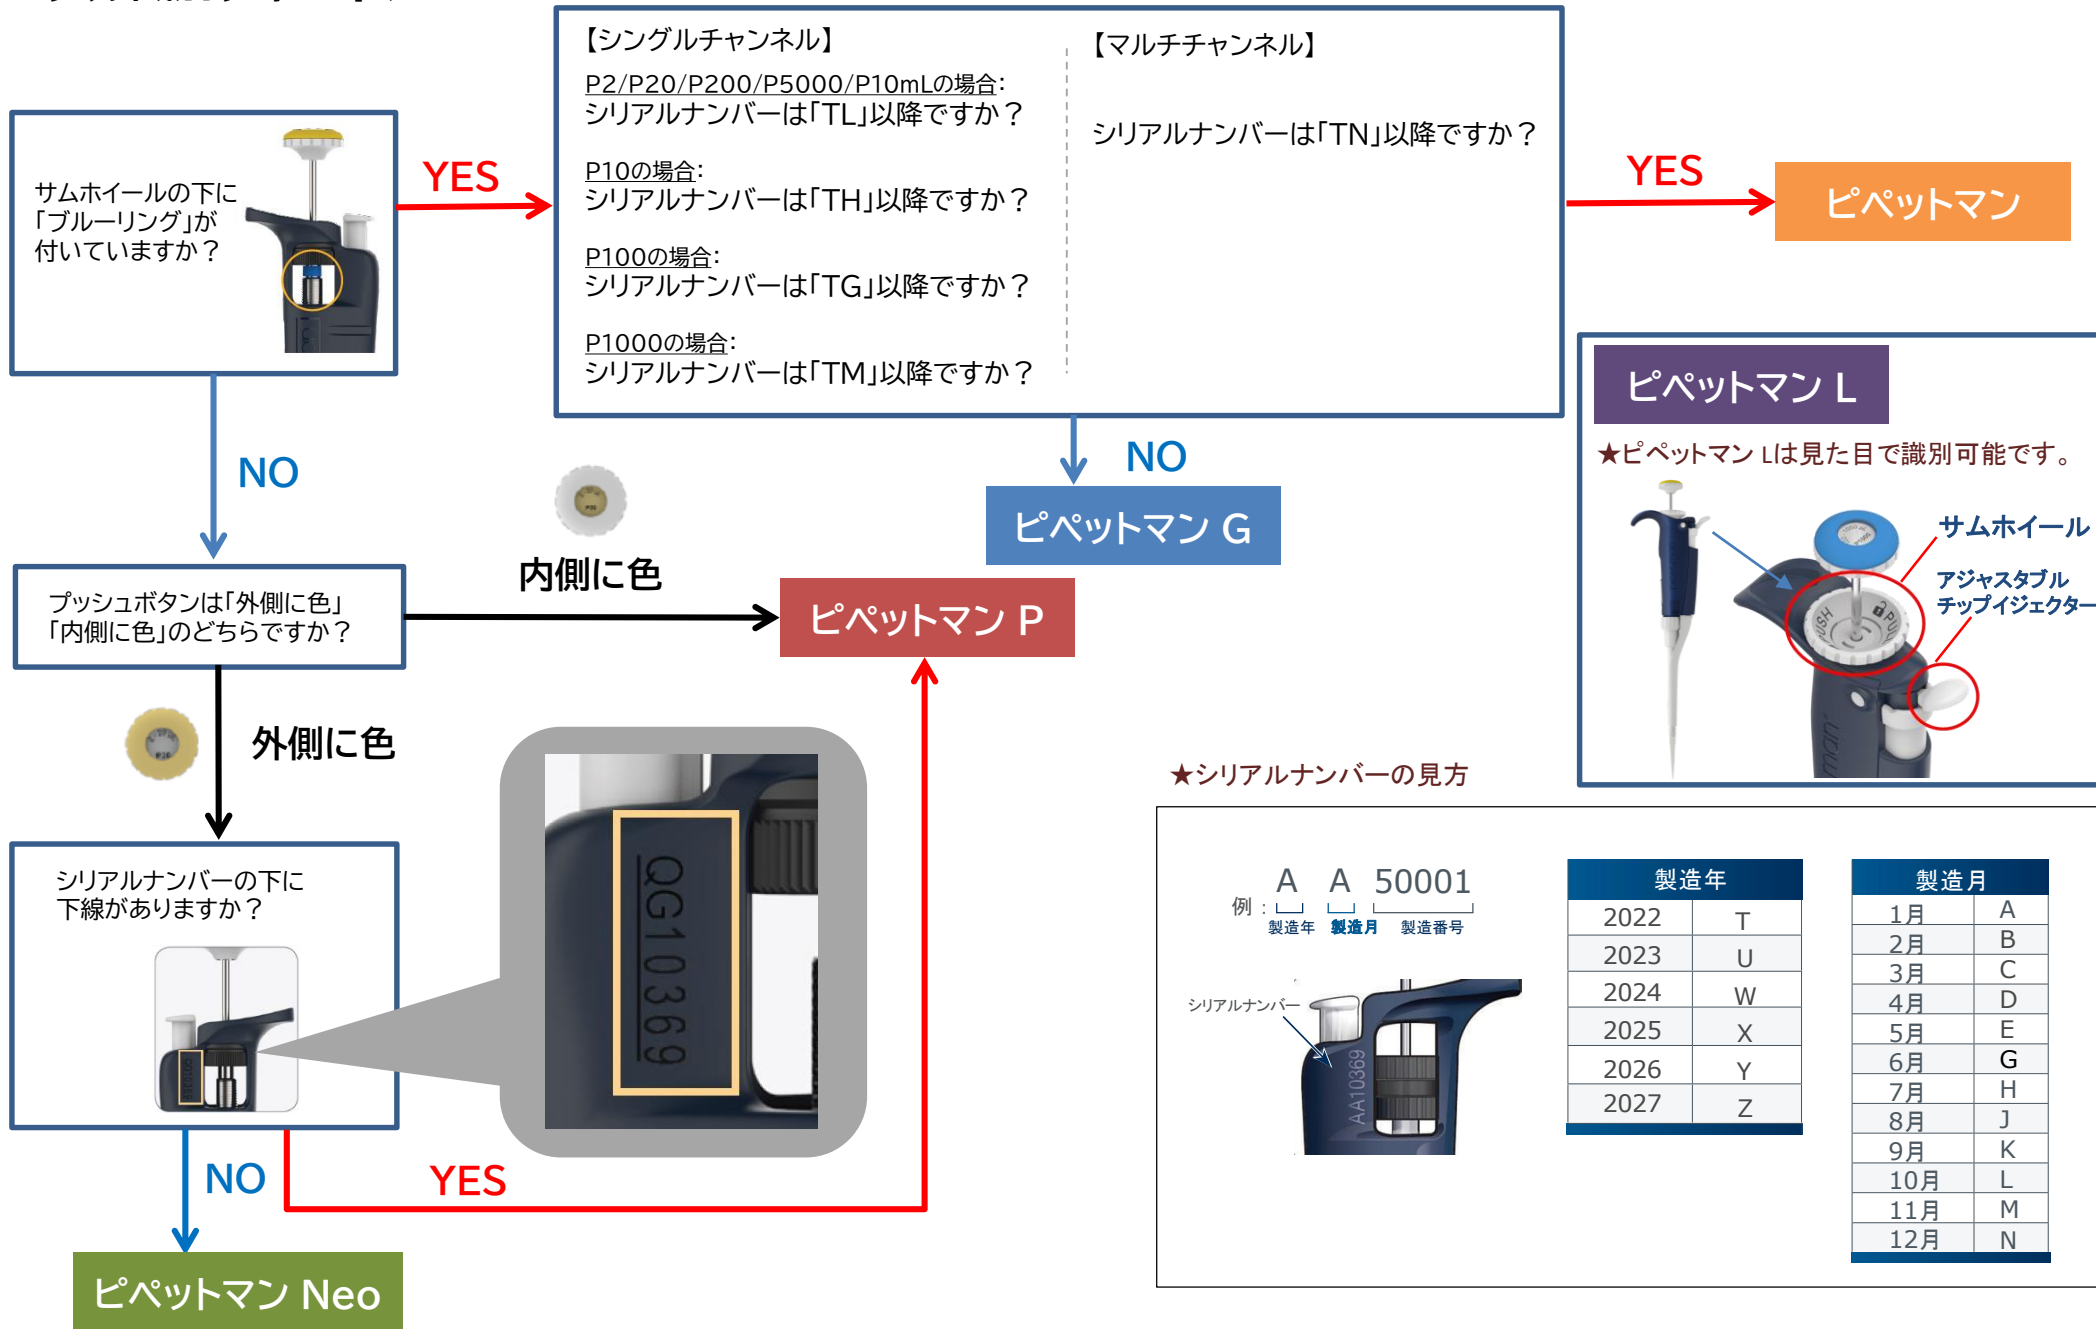 【シングルチャンネル】
P2/P20/P200/P5000/P10mLの場合:
シリアルナンバーは「TL」以降ですか？
P10の場合:
シリアルナンバーは「TH」以降ですか？
P100の場合:
シリアルナンバーは「TG」以降ですか？
P1000の場合:
シリアルナンバーは「TM」以降ですか？
【マルチチャンネル】
シリアルナンバーは「TN」以降ですか？
サムホイールの下に
「ブルーリング」が
付いていますか？
YES
YES
ピペットマン
NO
NO
ピペットマン G
内側に色
プッシュボタンは「外側に色」
「内側に色」のどちらですか？
ピペットマン P
外側に色
シリアルナンバーの下に
下線がありますか？
QG10369
NO
YES
ピペットマン Neo
ピペットマン L
★ピペットマン Lは見た目で識別可能です。
サムホイール
アジャスタブル
チップイジェクター
PUSH
man
★シリアルナンバーの見方
例：
A A 50001
製造年 製造月 製造番号
シリアルナンバー
AA10369
製造年
2022 T
2023 U
2024 W
2025 X
2026 Y
2027 Z
製造月
1月 A
2月 B
3月 C
4月 D
5月 E
6月 G
7月 H
8月 J
9月 K
10月 L
11月 M
12月 N